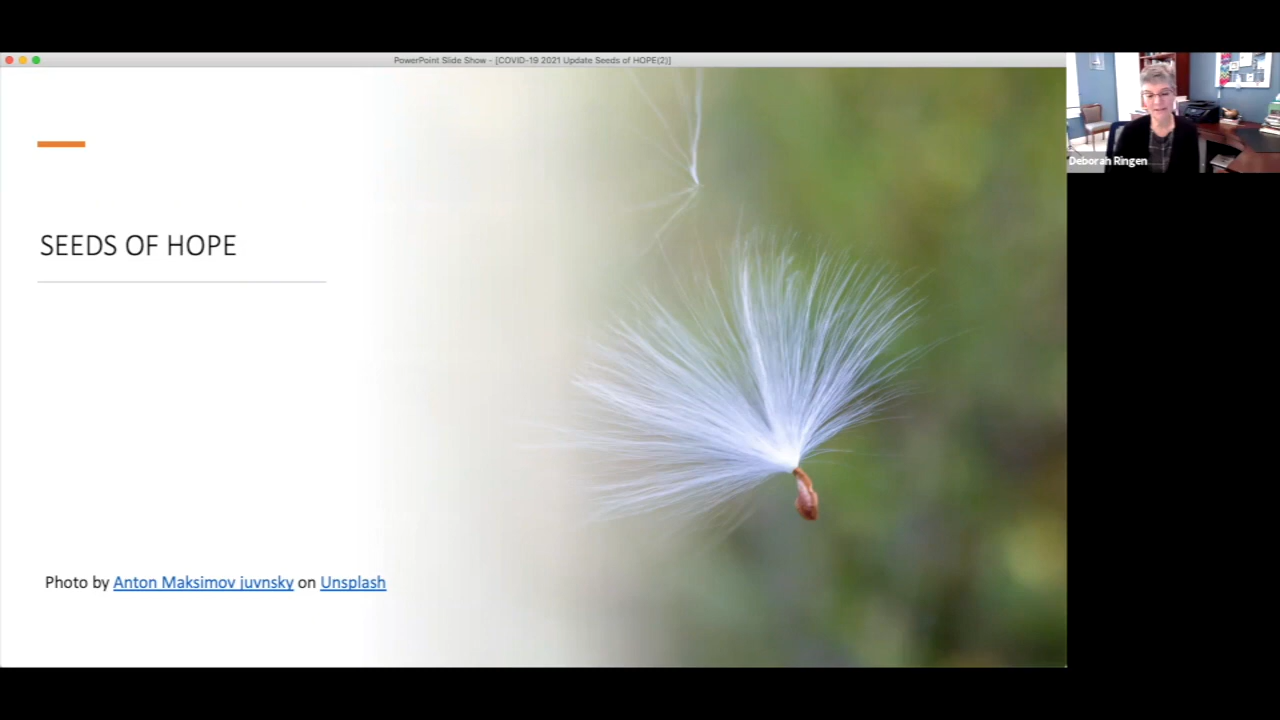 PowerPoint Slide Show - [COVID-19 2021 Update Seeds of HOPE(2)]
Deborah Ringen
SEEDS OF HOPE
Photo by Anton Maksimov juvnsky on Unsplash